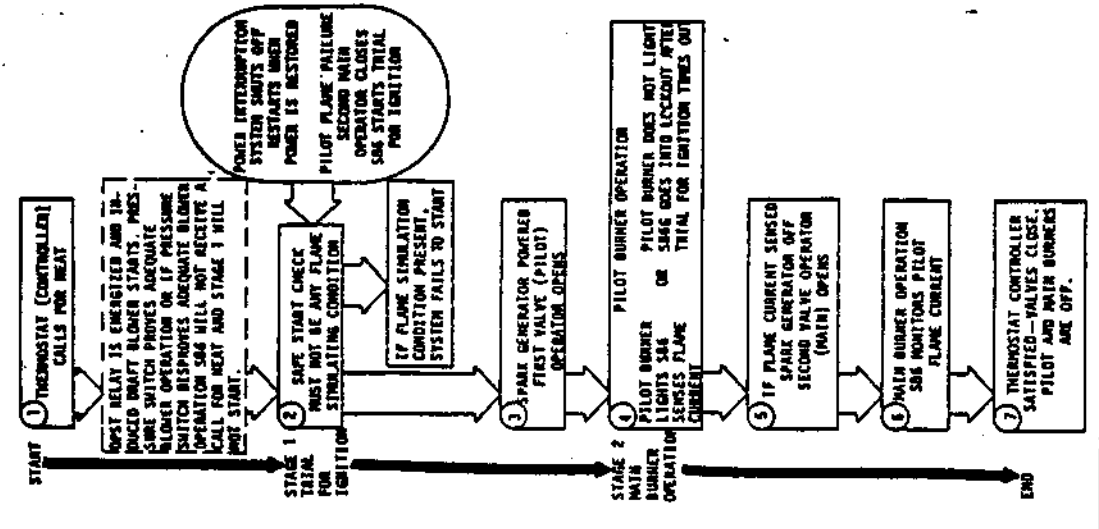 START
1 THERMOSTAT (CONTROLLER)
CALLS FOR HEAT
DPST RELAY IS ENERGIZED AND IN-
DUCED DRAFT BLOWER STARTS, PRES-
SURE SWITCH PROVES ADEQUATE
BLOWER OPERATION OR IF PRESSURE
SWITCH DISPROVES ADEQUATE BLOWER
OPERATION S86 WILL NOT RECEIVE A
CALL FOR HEAT AND STAGE 1 WILL
NOT START.
POWER INTERRUPTION
SYSTEM SHUTS OFF
RESTARTS WHEN
POWER IS RESTORED
PILOT FLAME FAILURE
SECOND MAIN
OPERATOR CLOSES
S86 STARTS TRIAL
FOR IGNITION
STAGE 1
TRIAL
FOR
IGNITION
2 SAFE START CHECK
MUST NOT BE ANY FLAME
SIMULATING CONDITION
IF FLAME SIMULATION
CONDITION PRESENT,
SYSTEM FAILS TO START
3 SPARK GENERATOR POWERED
FIRST VALVE (PILOT)
OPERATOR OPENS
STAGE 2
MAIN
BURNER
OPERATION
4 PILOT BURNER OPERATION
PILOT BURNER
LIGHTS S86
SENSES FLAME
CURRENT
OR
PILOT BURNER DOES NOT LIGHT
S86G GOES INTO LOCKOUT AFTER
TRIAL FOR IGNITION TIMES OUT
5 IF FLAME CURRENT SENSED
SPARK GENERATOR OFF
SECOND VALVE OPERATOR
(MAIN) OPENS
6 MAIN BURNER OPERATION
S86 MONITORS PILOT
FLAME CURRENT
END
7 THERMOSTAT CONTROLLER
SATISFIED-VALVES CLOSE,
PILOT AND MAIN BURNERS
ARE OFF.